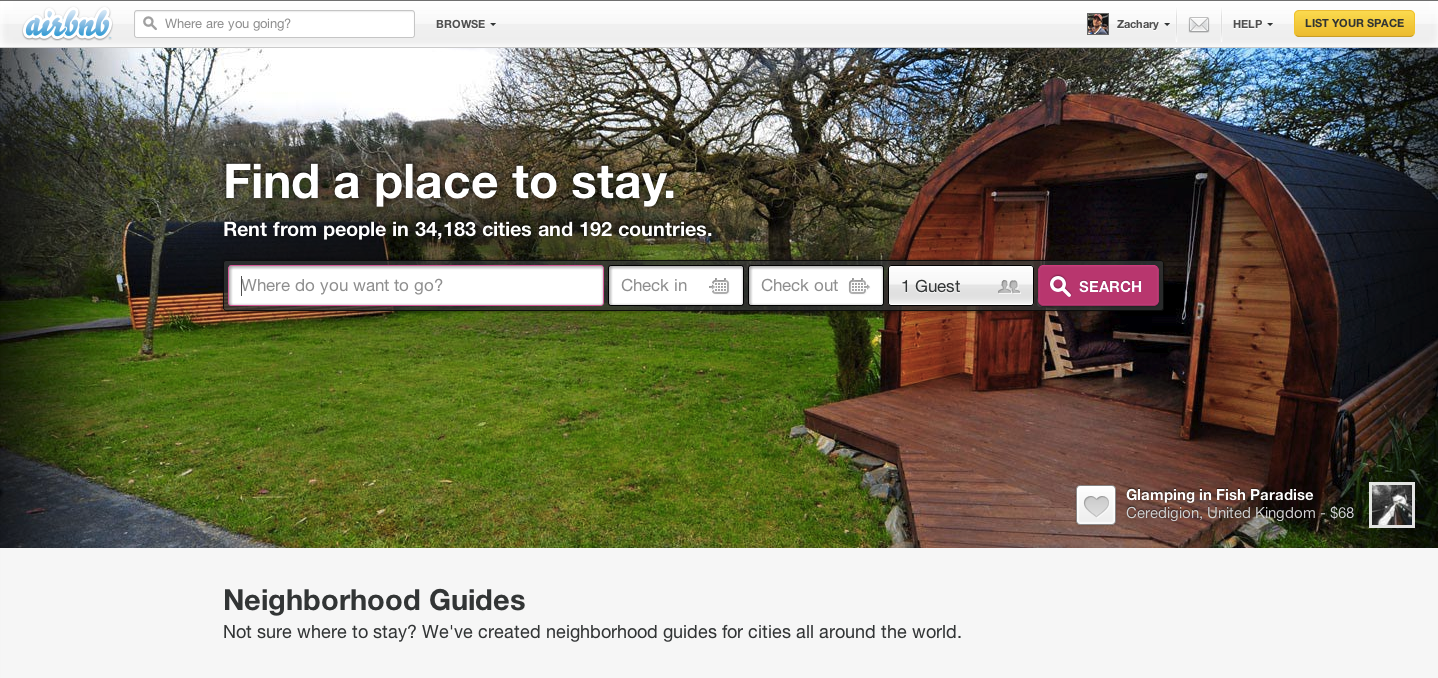 airbnb
Where are you going?
BROWSE
Zachary
HELP
LIST YOUR SPACE
Find a place to stay.
Rent from people in 34,183 cities and 192 countries.
Where do you want to go?
Check in
Check out
1 Guest
SEARCH
Glamping in Fish Paradise
Ceredigion, United Kingdom - $68
Neighborhood Guides
Not sure where to stay? We've created neighborhood guides for cities all around the world.